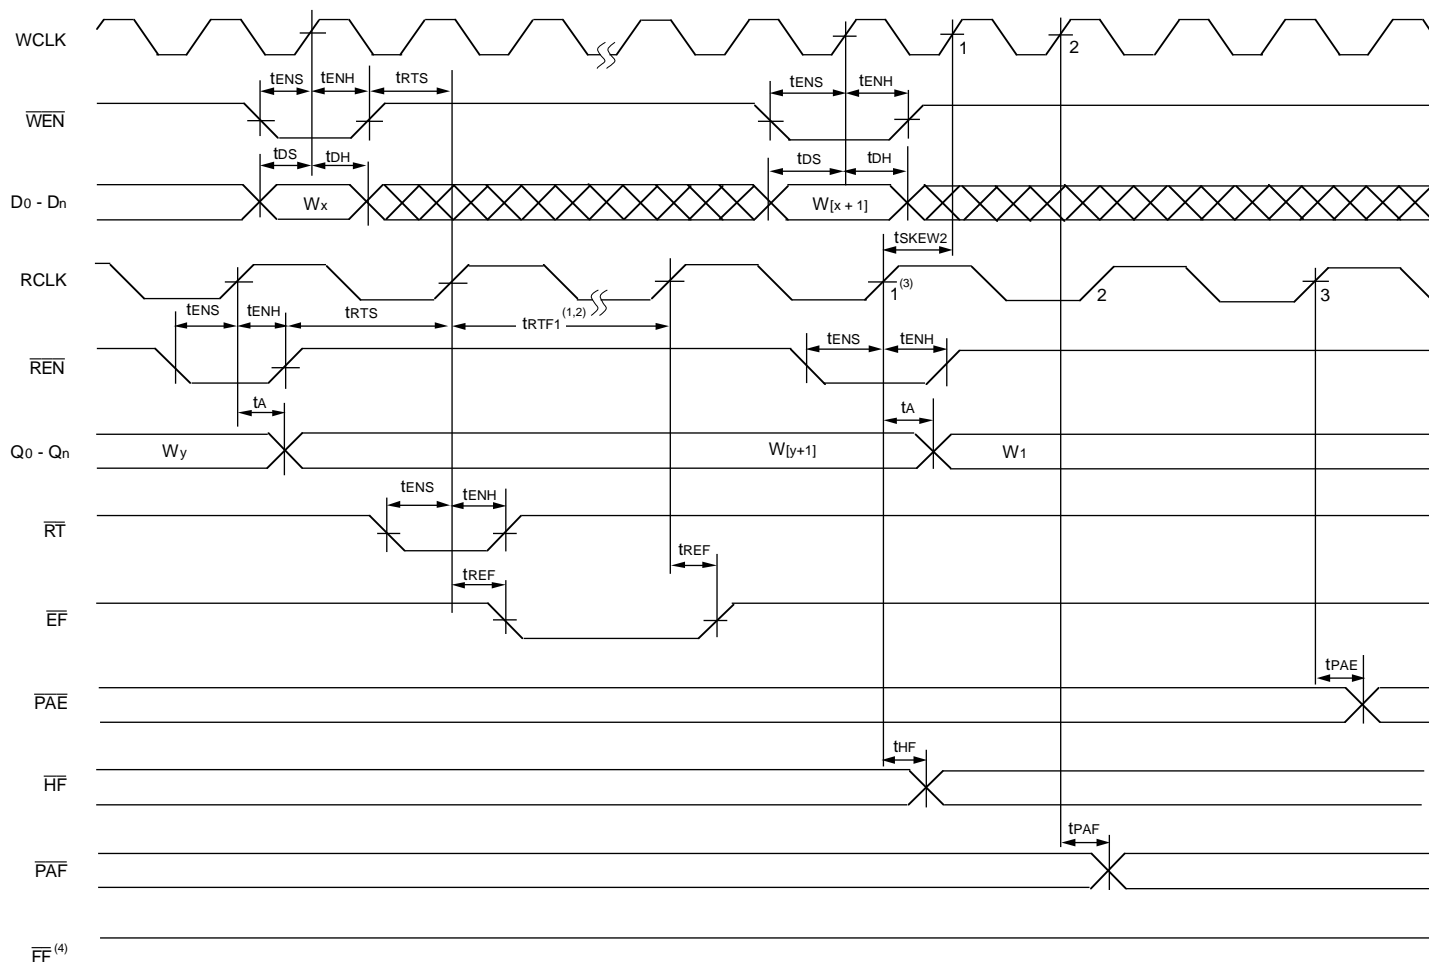 WCLK
1
2
tENS
tENH
tRTS
tENS
tENH
WEN
tDS
tDH
tDS
tDH
D0 - Dn
Wx
W[x + 1]
tSKEW2
RCLK
1(3)
2
3
tENS
tENH
tRTS
tRTF1(1,2)
tENS
tENH
REN
tA
tA
Q0 - Qn
Wy
W[y+1]
W1
tENS
tENH
RT
tREF
tREF
EF
tPAE
PAE
tHF
HF
tPAF
PAF